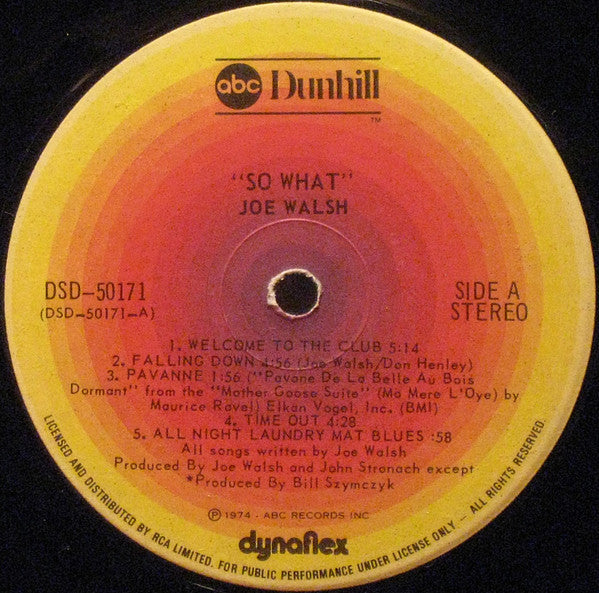 abc Dunhill
TM
"SO WHAT"
JOE WALSH
DSD-50171
(DSD-50171-A)
SIDE A
STEREO
1. WELCOME TO THE CLUB 5:14
2. FALLING DOWN 4:56 (Joe Walsh/Don Henley)
3. PAVANNE 1:56 ("Pavane De La Belle Au Bois
Dormant" from the "Mother Goose Suite" (Ma Mere L'Oye) by
Maurice Ravel) Elkan Vogel, Inc. (BMI)
4. TIME OUT 4:28
5. ALL NIGHT LAUNDRY MAT BLUES :58
All songs written by Joe Walsh
Produced By Joe Walsh and John Stronach except
*Produced By Bill Szymczyk
℗ 1974 - ABC RECORDS INC
dynaflex
LICENSED AND DISTRIBUTED BY RCA LIMITED. FOR PUBLIC PERFORMANCE UNDER LICENSE ONLY - ALL RIGHTS RESERVED.